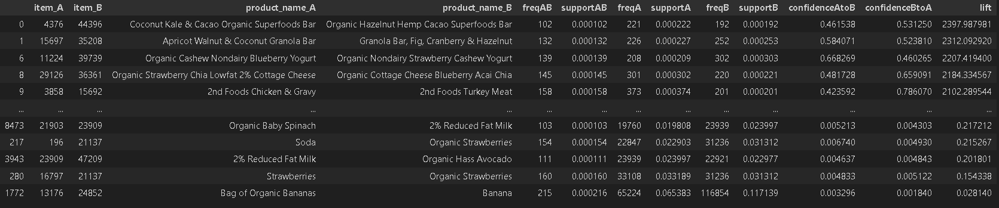 item_A item_B product_name_A product_name_B freqAB supportAB freqA supportA freqB supportB confidenceAtoB confidenceBtoA lift
0 4376 44396 Coconut Kale & Cacao Organic Superfoods Bar Organic Hazelnut Hemp Cacao Superfoods Bar 102 0.000102 221 0.000222 192 0.000192 0.461538 0.531250 2397.987981
1 15697 35208 Apricot Walnut & Coconut Granola Bar Granola Bar, Fig, Cranberry & Hazelnut 132 0.000132 226 0.000227 252 0.000253 0.584071 0.523810 2312.092920
6 11224 39739 Organic Cashew Nondairy Blueberry Yogurt Organic Nondairy Strawberry Cashew Yogurt 139 0.000139 208 0.000209 302 0.000303 0.668269 0.460265 2207.419400
8 29126 36361 Organic Strawberry Chia Lowfat 2% Cottage Cheese Organic Cottage Cheese Blueberry Acai Chia 145 0.000145 301 0.000302 220 0.000221 0.481728 0.659091 2184.334567
9 3858 15692 2nd Foods Chicken & Gravy 2nd Foods Turkey Meat 158 0.000158 373 0.000374 201 0.000201 0.423592 0.786070 2102.289544
... ... ... ... ... ... ... ... ... ... ... ... ... ...
8473 21903 23909 Organic Baby Spinach 2% Reduced Fat Milk 103 0.000103 19760 0.019808 23939 0.023997 0.005213 0.004303 0.217212
217 196 21137 Soda Organic Strawberries 154 0.000154 22847 0.022903 31236 0.031312 0.006740 0.004930 0.215267
3943 23909 47209 2% Reduced Fat Milk Organic Hass Avocado 111 0.000111 23939 0.023997 22921 0.022977 0.004637 0.004843 0.201801
280 16797 21137 Strawberries Organic Strawberries 160 0.000160 33108 0.033189 31236 0.031312 0.004833 0.005122 0.154338
1772 13176 24852 Bag of Organic Bananas Banana 215 0.000216 65224 0.065383 116854 0.117139 0.003296 0.001840 0.028140